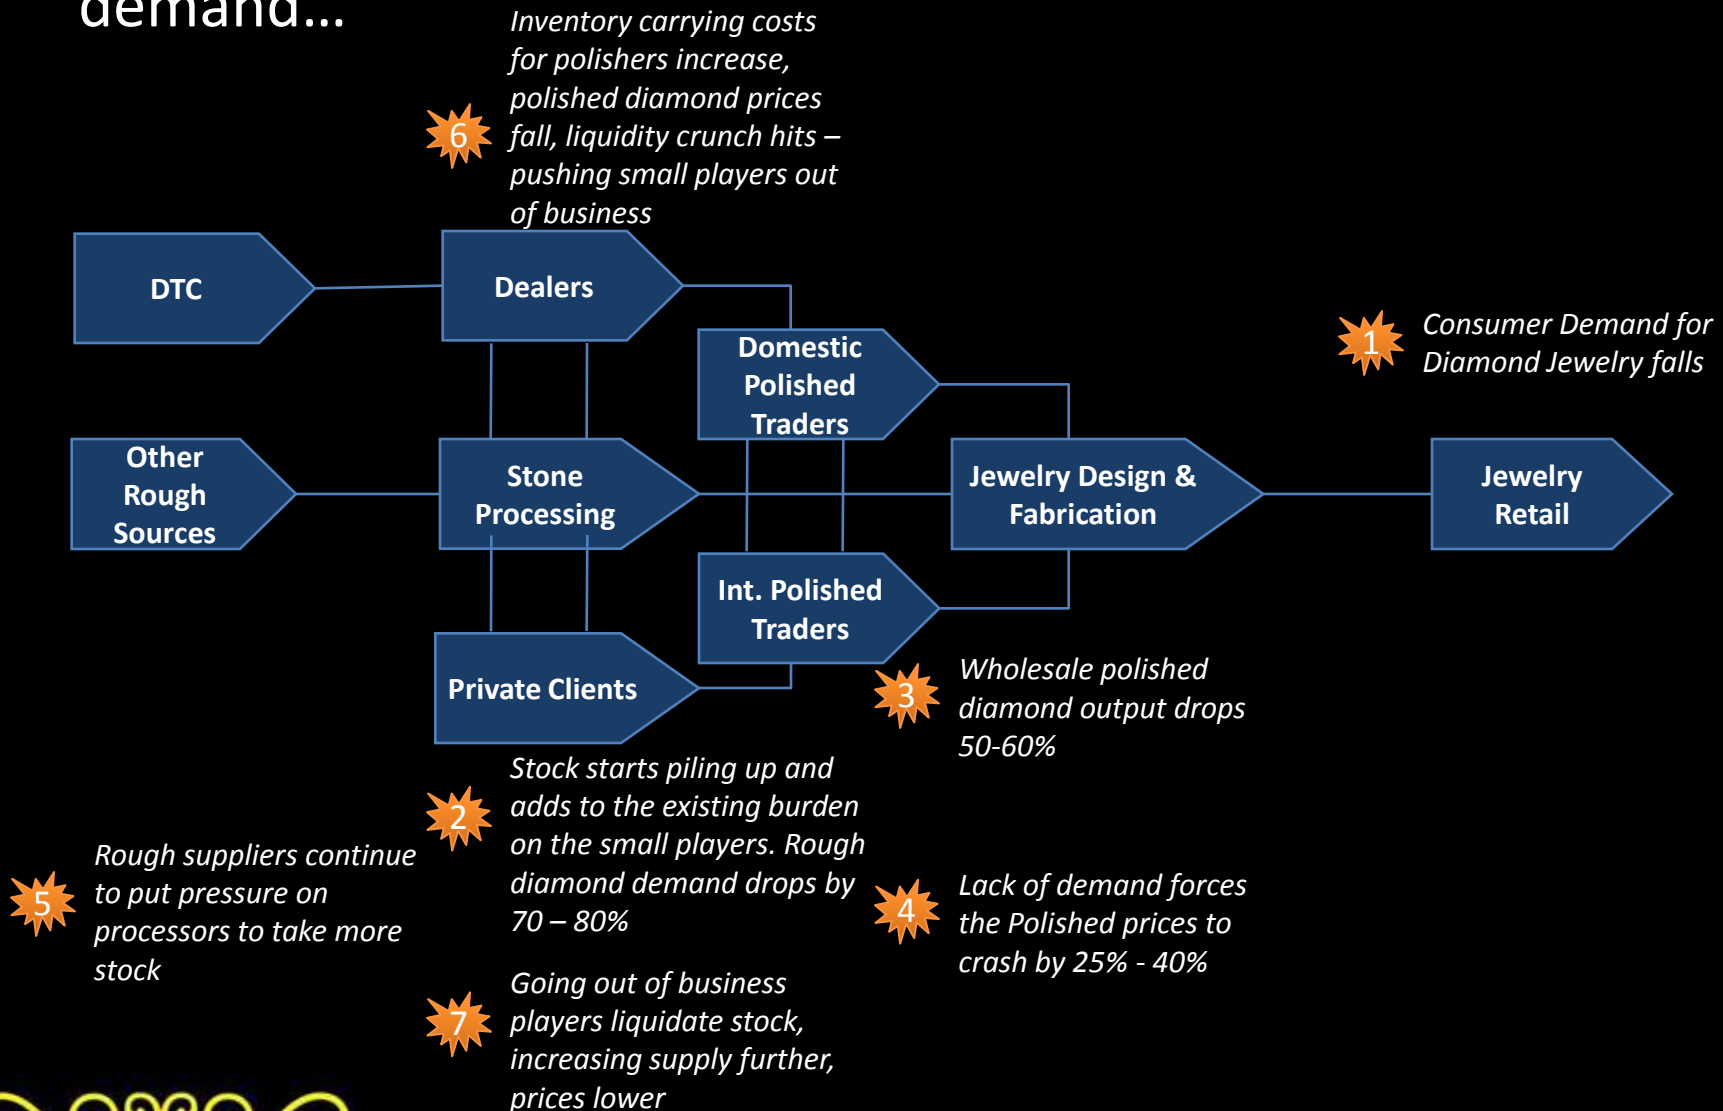 demand...
Inventory carrying costs
for polishers increase,
polished diamond prices
fall, liquidity crunch hits –
pushing small players out
of business
6
DTC
Dealers
Domestic
Polished
Traders
1
Consumer Demand for
Diamond Jewelry falls
Other
Rough
Sources
Stone
Processing
Jewelry Design &
Fabrication
Jewelry
Retail
Int. Polished
Traders
Private Clients
3
Wholesale polished
diamond output drops
50-60%
2
Stock starts piling up and
adds to the existing burden
on the small players. Rough
diamond demand drops by
70 – 80%
5
Rough suppliers continue
to put pressure on
processors to take more
stock
4
Lack of demand forces
the Polished prices to
crash by 25% - 40%
7
Going out of business
players liquidate stock,
increasing supply further,
prices lower